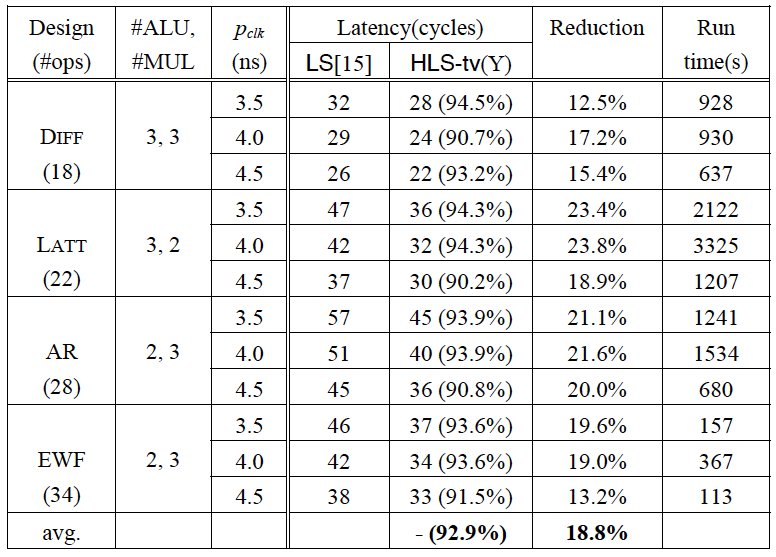 Design #ALU, pclk Latency(cycles) Reduction Run
(#ops) #MUL (ns) LS[15] HLS-tv(Y) time(s)
3.5 32 28 (94.5%) 12.5% 928
DIFF 3, 3 4.0 29 24 (90.7%) 17.2% 930
(18) 4.5 26 22 (93.2%) 15.4% 637
3.5 47 36 (94.3%) 23.4% 2122
LATT 3, 2 4.0 42 32 (94.3%) 23.8% 3325
(22) 4.5 37 30 (90.2%) 18.9% 1207
3.5 57 45 (93.9%) 21.1% 1241
AR 2, 3 4.0 51 40 (93.9%) 21.6% 1534
(28) 4.5 45 36 (90.8%) 20.0% 680
3.5 46 37 (93.6%) 19.6% 157
EWF 2, 3 4.0 42 34 (93.6%) 19.0% 367
(34) 4.5 38 33 (91.5%) 13.2% 113
avg. - (92.9%) 18.8%